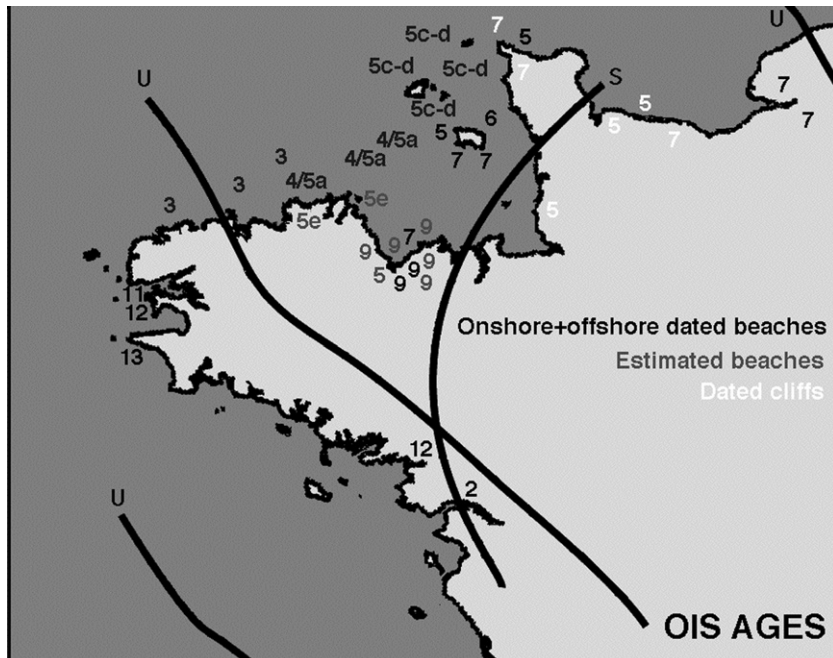 7 5 U
5c-d
7
5c-d 5c-d
U S
7
5c-d 5
5 6 5 7
4/5a 7
4/5a 7 7
3 4/5a
3 5e 5
3 5e
7 9
9 9
5 9 9
9 9
11
12
Onshore+offshore dated beaches
13
Estimated beaches
Dated cliffs
12
2
U
OIS AGES